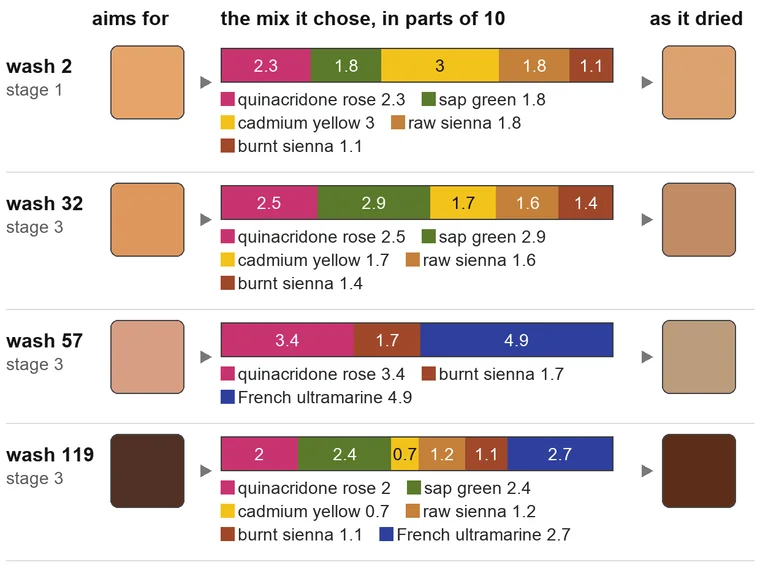 aims for the mix it chose, in parts of 10 as it dried
wash 2
stage 1
2.3 1.8 3 1.8 1.1
quinacridone rose 2.3 sap green 1.8
cadmium yellow 3 raw sienna 1.8
burnt sienna 1.1
wash 32
stage 3
2.5 2.9 1.7 1.6 1.4
quinacridone rose 2.5 sap green 2.9
cadmium yellow 1.7 raw sienna 1.6
burnt sienna 1.4
wash 57
stage 3
3.4 1.7 4.9
quinacridone rose 3.4 burnt sienna 1.7
French ultramarine 4.9
wash 119
stage 3
2 2.4 0.7 1.2 1.1 2.7
quinacridone rose 2 sap green 2.4
cadmium yellow 0.7 raw sienna 1.2
burnt sienna 1.1 French ultramarine 2.7